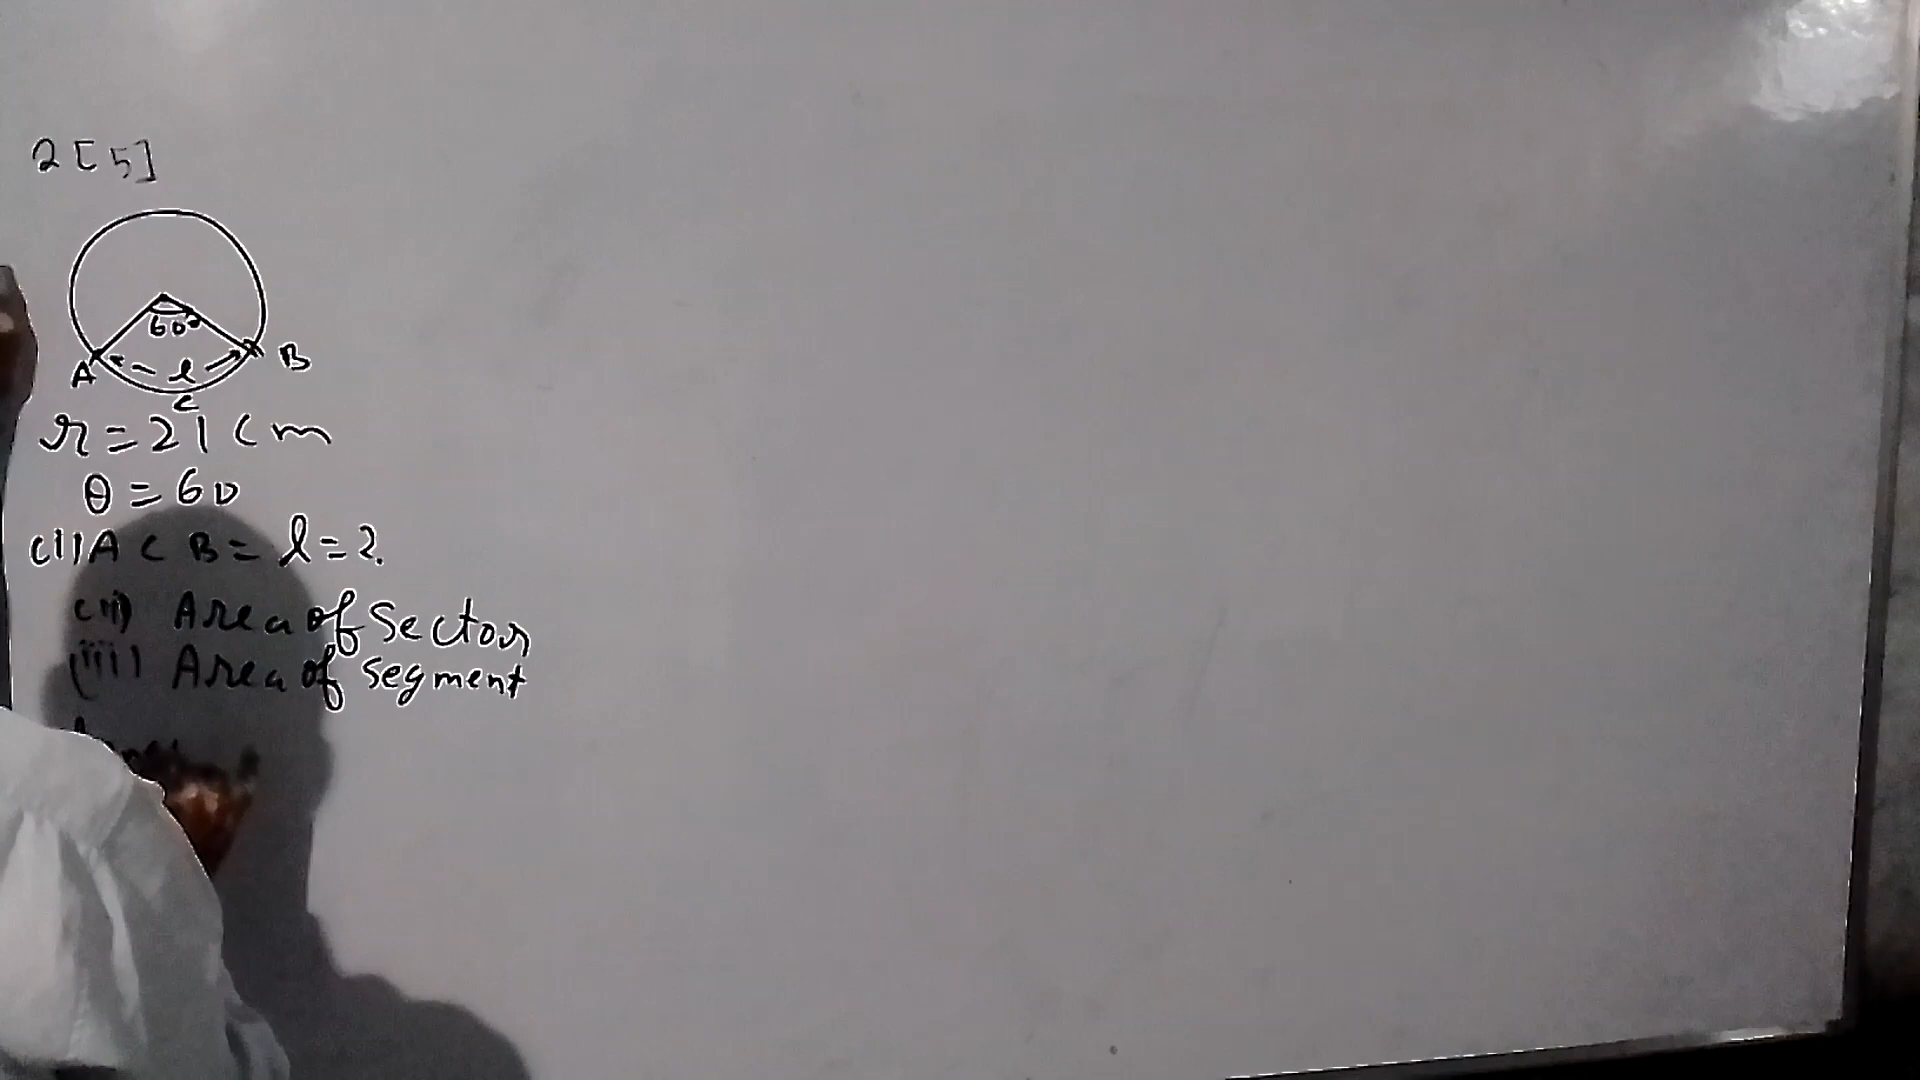 2[5]
60°
A l B
C
r = 21 cm
θ = 60
(i) A C B = l = ?
(ii) Area of Sector
(iii) Area of segment